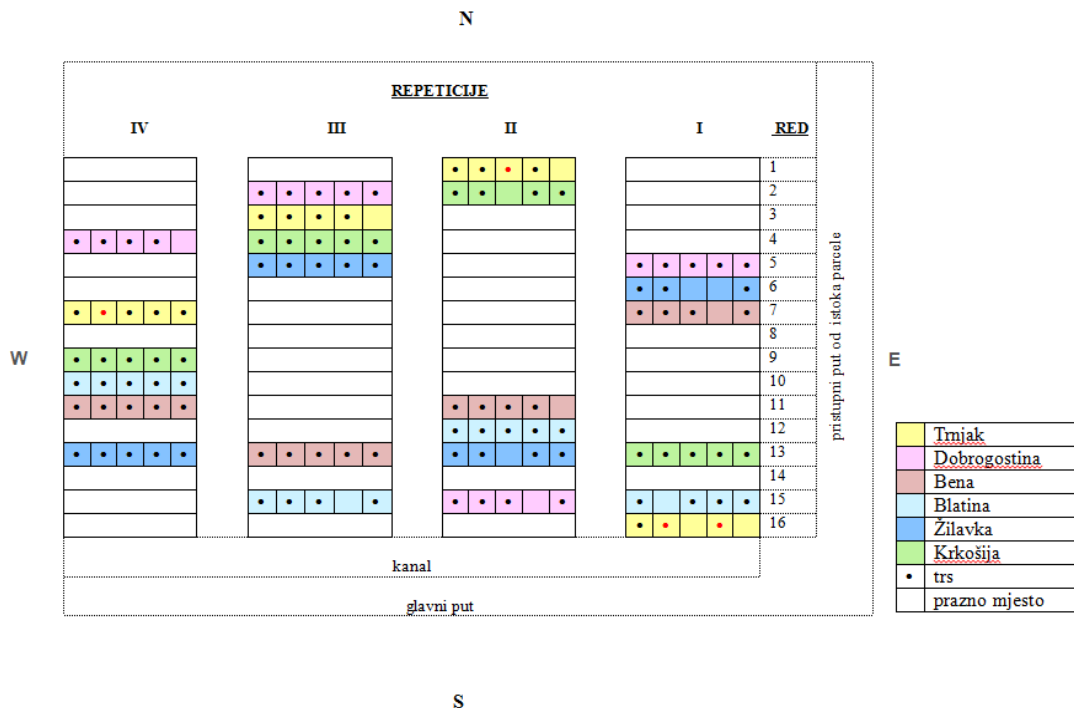 N
REPETICIJE
IV III II I RED
1
2
3
4
5
6
7
8
9
10
11
12
13
14
15
16
pristupni put od istoka parcele
W
E
Trnjak
Dobrogostina
Bena
Blatina
Žilavka
Krkošija
trs
prazno mjesto
kanal
glavni put
S